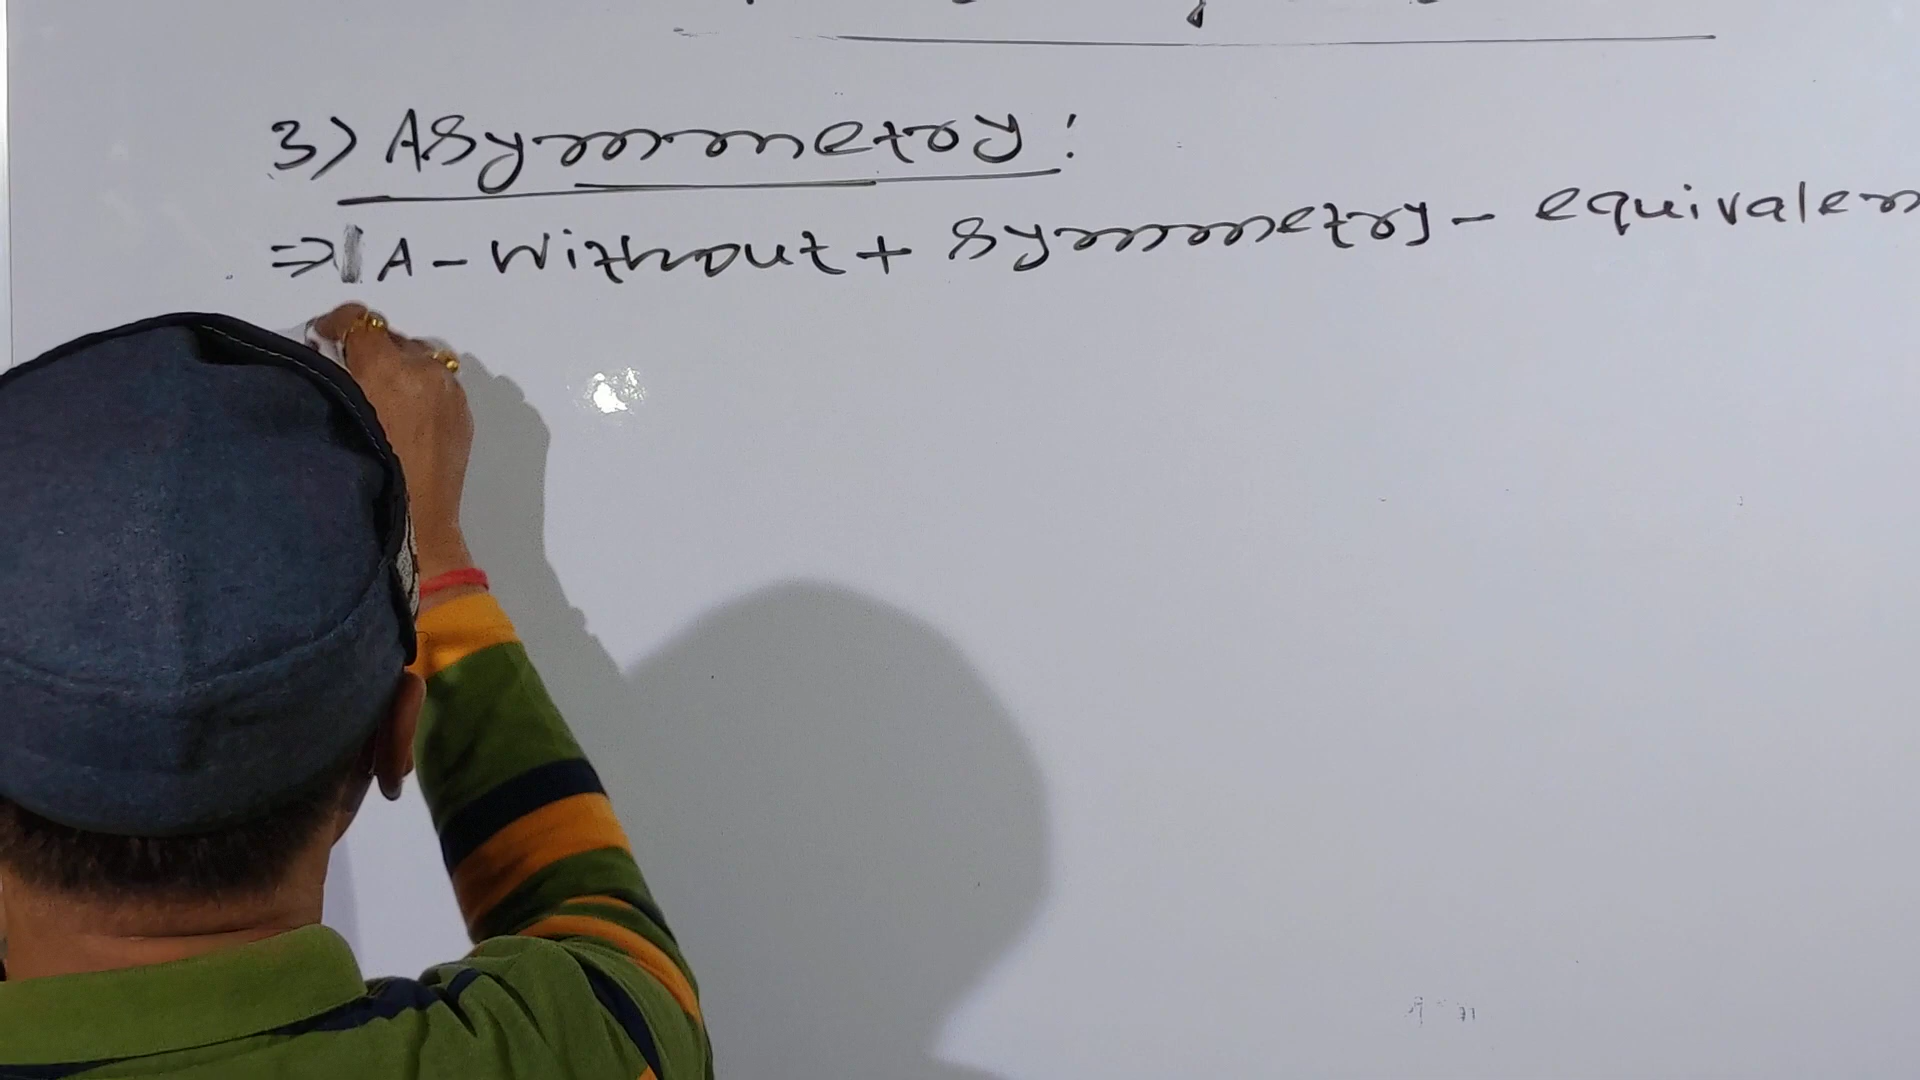 3) Asymmetry:
⇒ A - Without + Symmetry - equivalen